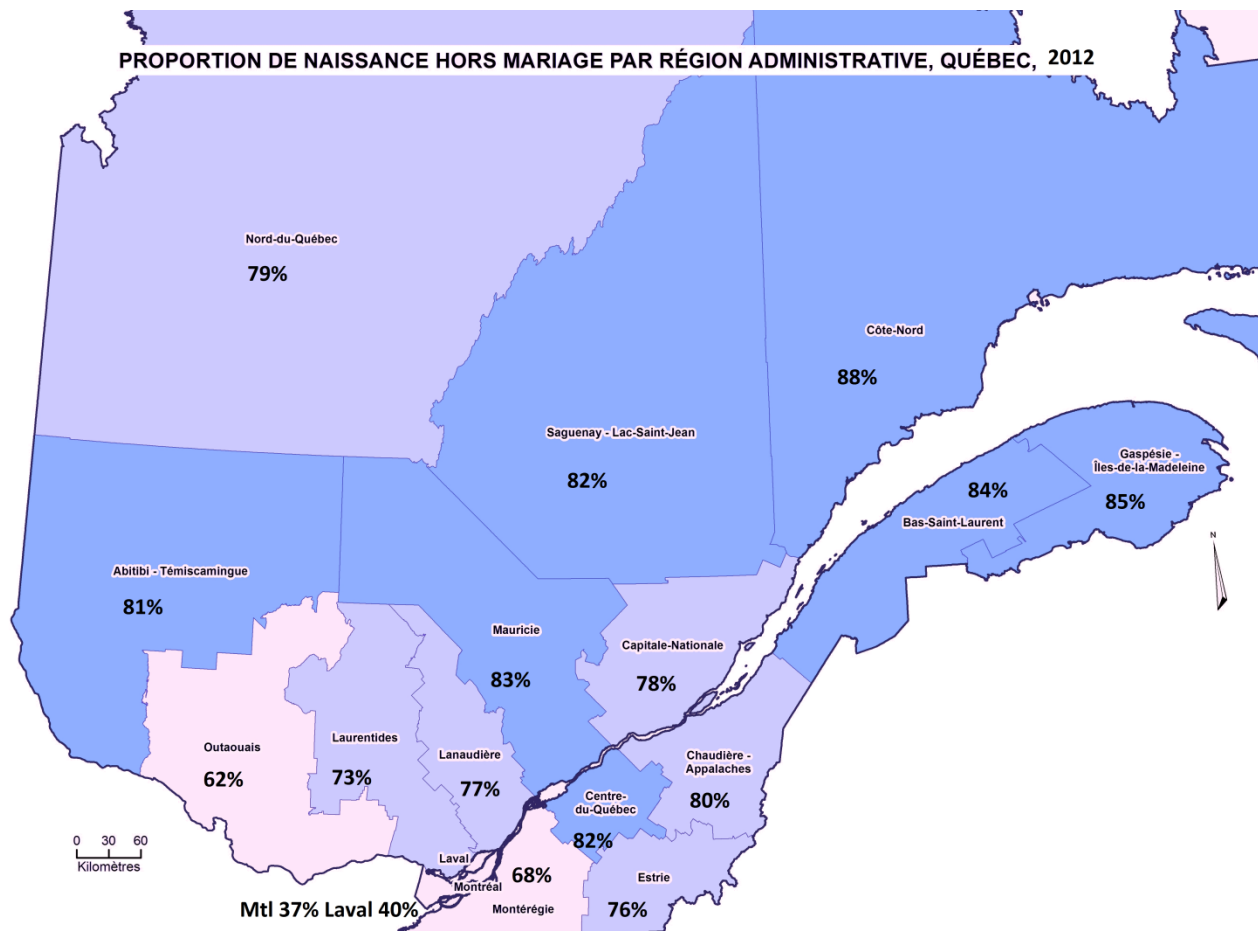 PROPORTION DE NAISSANCE HORS MARIAGE PAR RÉGION ADMINISTRATIVE, QUÉBEC, 2012
Nord-du-Québec
79%
Côte-Nord
88%
Saguenay - Lac-Saint-Jean
82%
Gaspésie -
Îles-de-la-Madeleine
85%
84%
Bas-Saint-Laurent
N
Abitibi - Témiscamingue
81%
Mauricie
83%
Capitale-Nationale
78%
Outaouais
62%
Laurentides
73%
Lanaudière
77%
Chaudière -
Appalaches
80%
Centre-
du-Québec
82%
0 30 60
Kilomètres
Laval
Montréal
68%
Montérégie
Estrie
76%
Mtl 37% Laval 40%